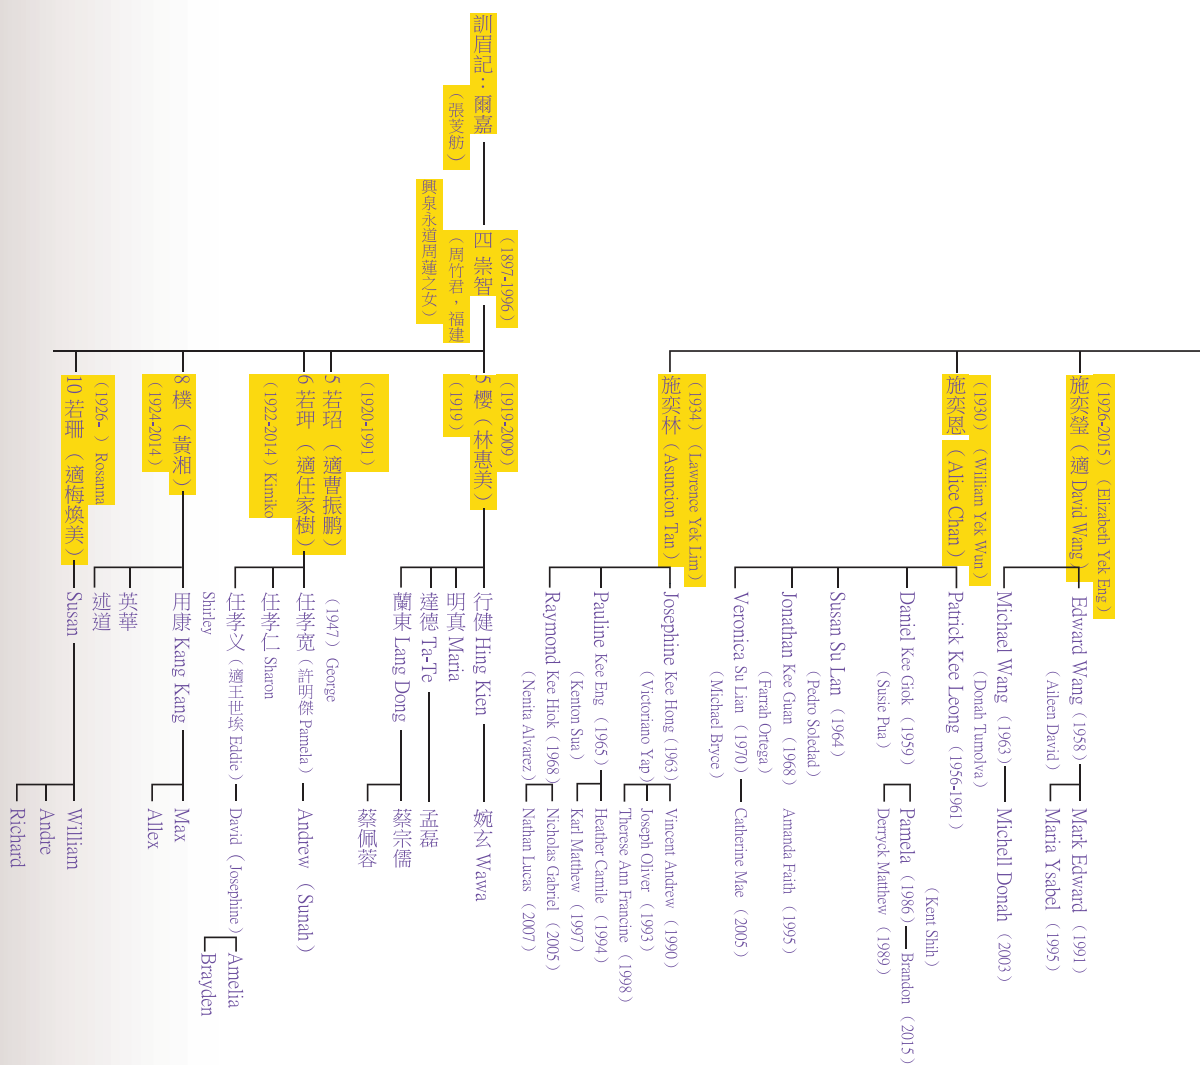 訓眉記：爾嘉
（張芰舫）
（1897-1996）
四 崇智
（周竹君，福建
興泉永道周蓮之女）
（1926-2015）（Elizabeth Yek Eng）
施奕瑩（適 David Wang）
Edward Wang（1958）
（Aileen David）
Mark Edward （1991）
Maria Ysabel （1995）
Michael Wang （1963）
（Donah Tumolva）
Michell Donah （2003）
（1930）（William Yek Wun）
施奕恩（Alice Chan）
Patrick Kee Leong （1956-1961）
Daniel Kee Giok （1959）
（Susie Pua）
（Kent Shih）
Pamela （1986）
Brandon （2015）
Derryck Matthew （1989）
Susan Su Lan （1964）
（Pedro Soledad）
Jonathan Kee Guan （1968）
（Farrah Ortega）
Amanda Faith （1995）
Veronica Su Lian （1970）
（Michael Bryce）
Catherine Mae （2005）
（1934）（Lawrence Yek Lim）
施奕林（Asuncion Tan）
Josephine Kee Hong（1963）
（Victoriano Yap）
Vincent Andrew （1990）
Joseph Oliver （1993）
Therese Ann Francine （1998）
Pauline Kee Eng （1965）
（Kenton Sua）
Heather Camile （1994）
Karl Matthew （1997）
Raymond Kee Hiok（1968）
（Nenita Alvarez）
Nicholas Gabriel （2005）
Nathan Lucas （2007）
（1919-2009）
5 樱（林惠美）
（1919）
行健 Hing Kien
婉玄 Wawa
明真 Maria
達德 Ta-Te
孟磊
蘭東 Lang Dong
蔡宗儒
蔡佩蓉
（1920-1991）
5 若玿（適曹振鹏）
6 若玾（適任家樹）
（1922-2014）Kimiko
（1947）George
任孝宽（許明傑 Pamela）
Andrew （Sunah）
任孝仁 Sharon
任孝义（適王世埃 Eddie）
Shirley
David （Josephine）
Amelia
Brayden
8 樸（黃湘）
（1924-2014）
用康 Kang Kang
Max
Allex
英華
述道
（1926- ）Rosanna
10 若珊（適梅煥美）
Susan
William
Andre
Richard